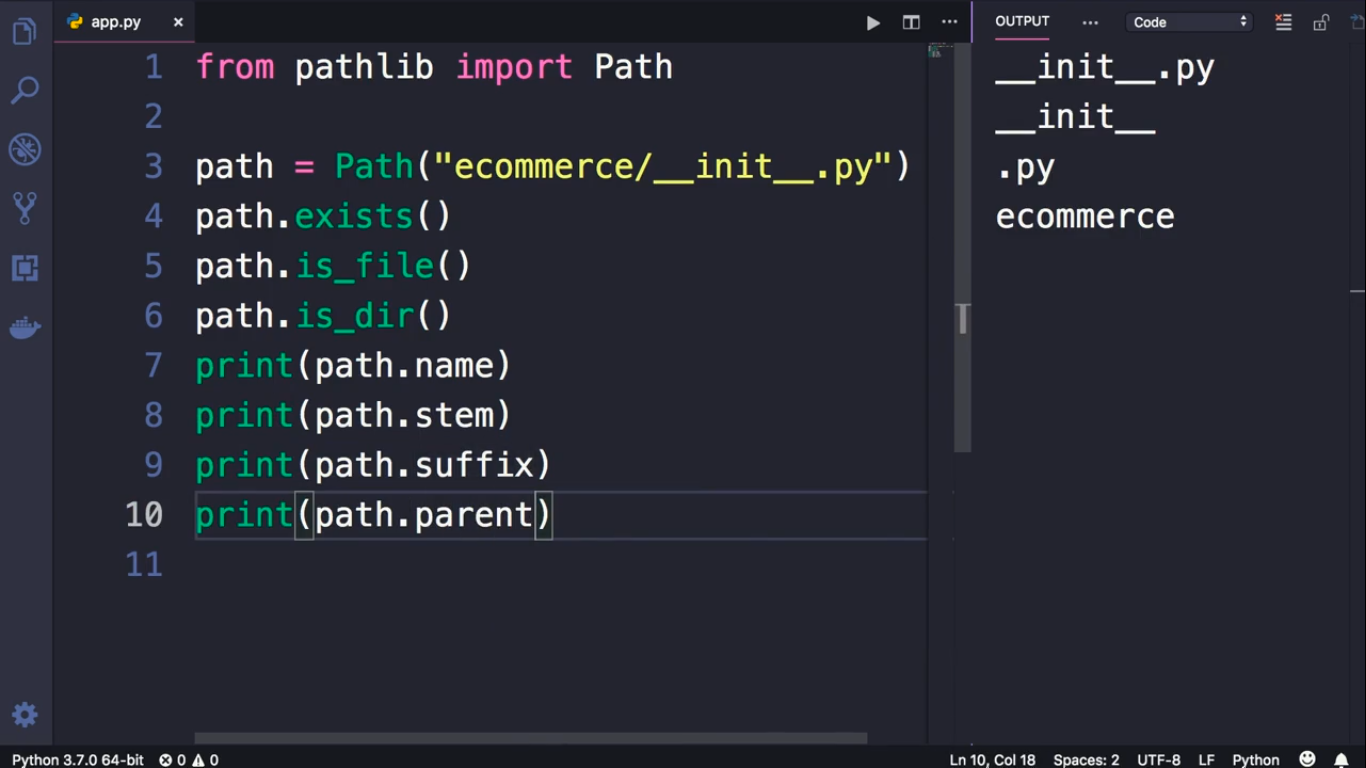 app.py ×
OUTPUT ··· Code
1 from pathlib import Path
2
3 path = Path("ecommerce/__init__.py")
4 path.exists()
5 path.is_file()
6 path.is_dir()
7 print(path.name)
8 print(path.stem)
9 print(path.suffix)
10 print(path.parent)
11
__init__.py
__init__
.py
ecommerce
Python 3.7.0 64-bit 0 0 Ln 10, Col 18 Spaces: 2 UTF-8 LF Python